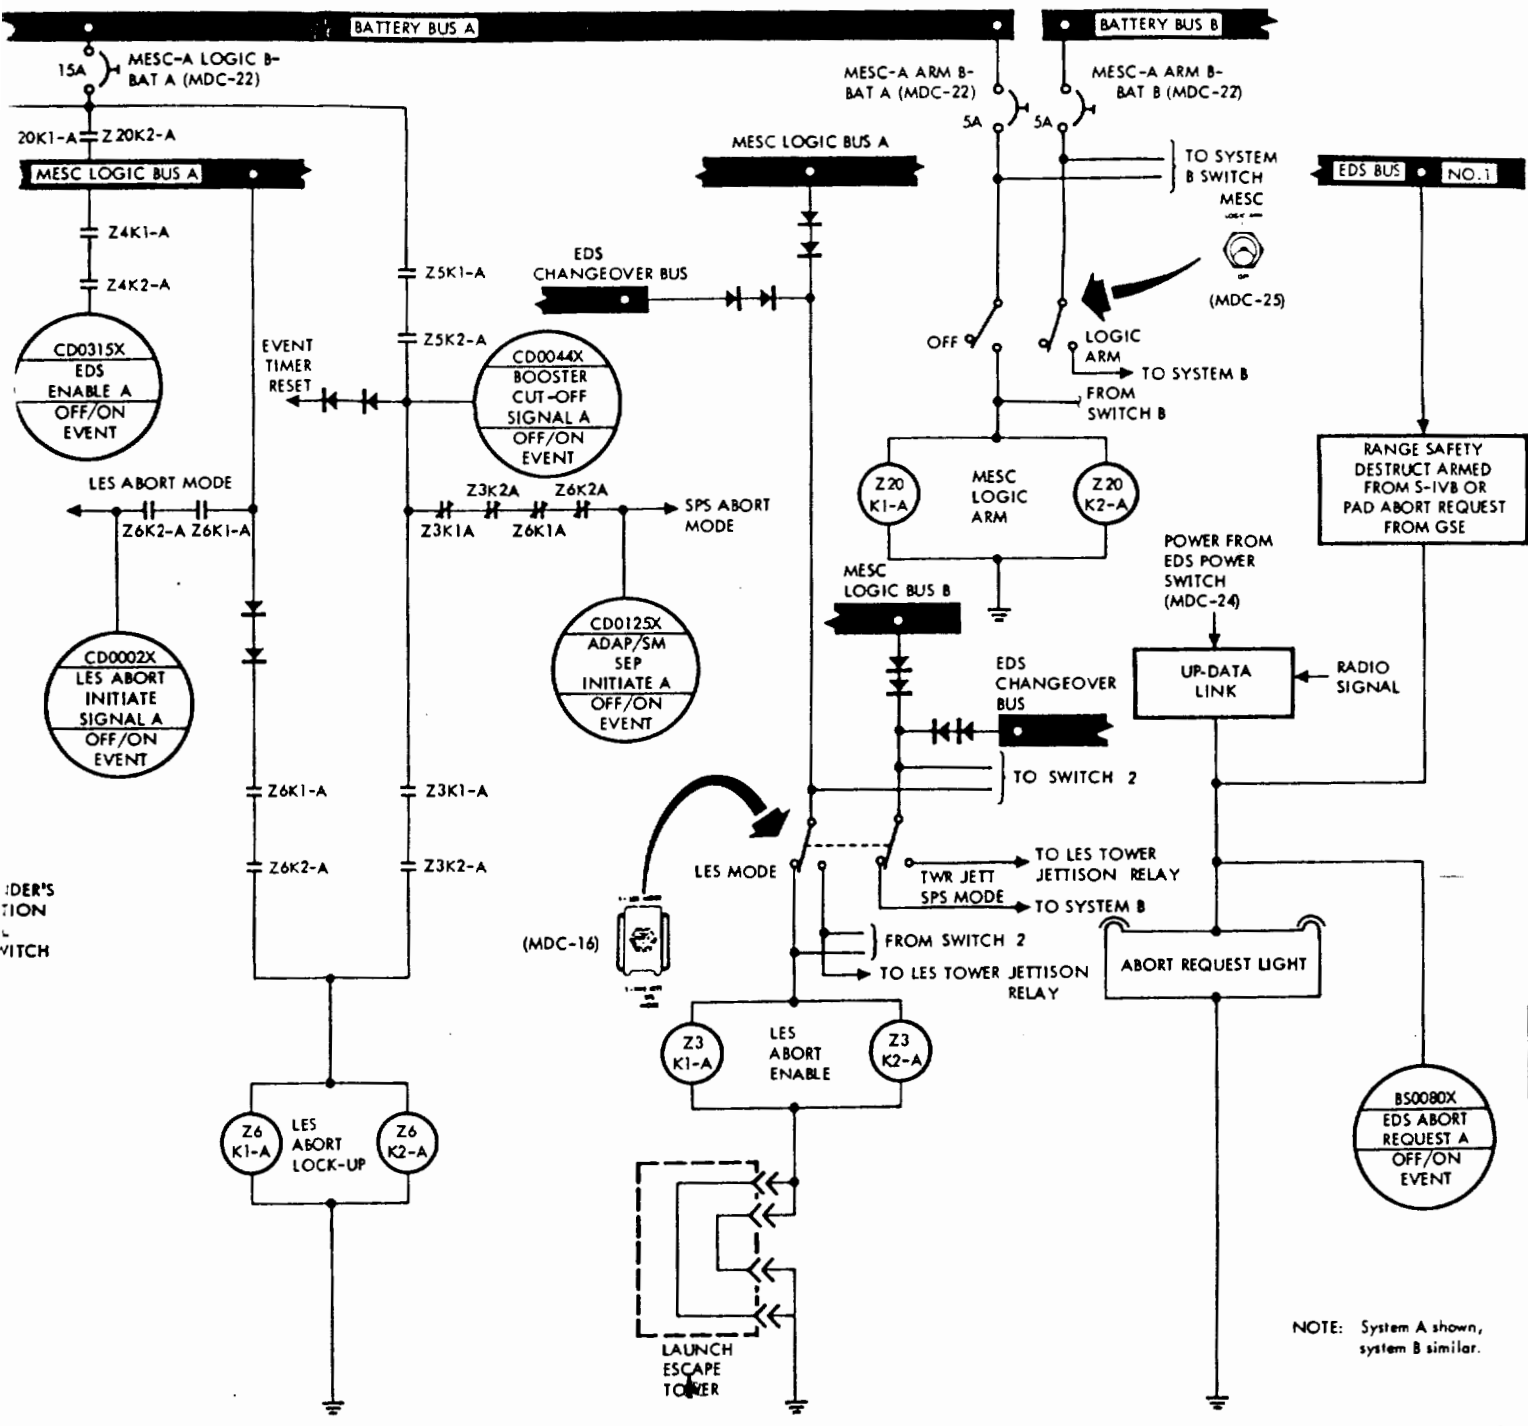 BATTERY BUS A
BATTERY BUS B
15A
MESC-A LOGIC B-
BAT A (MDC-22)
MESC-A ARM B-
BAT A (MDC-22)
5A
MESC-A ARM B-
BAT B (MDC-22)
5A
20K1-A
Z20K2-A
MESC LOGIC BUS A
MESC LOGIC BUS A
TO SYSTEM
B SWITCH
MESC
(MDC-25)
EDS BUS
NO.1
Z4K1-A
Z4K2-A
Z5K1-A
Z5K2-A
EDS
CHANGEOVER BUS
OFF
LOGIC
ARM
TO SYSTEM B
FROM
SWITCH B
CD0315X
EDS
ENABLE A
OFF/ON
EVENT
EVENT
TIMER
RESET
CD0044X
BOOSTER
CUT-OFF
SIGNAL A
OFF/ON
EVENT
Z20
K1-A
MESC
LOGIC
ARM
Z20
K2-A
RANGE SAFETY
DESTRUCT ARMED
FROM S-IVB OR
PAD ABORT REQUEST
FROM GSE
LES ABORT MODE
Z6K2-A
Z6K1-A
Z3K1A
Z3K2A
Z6K1A
Z6K2A
SPS ABORT
MODE
POWER FROM
EDS POWER
SWITCH
(MDC-24)
MESC
LOGIC BUS B
CD0002X
LES ABORT
INITIATE
SIGNAL A
OFF/ON
EVENT
CD0125X
ADAP/SM
SEP
INITIATE A
OFF/ON
EVENT
EDS
CHANGEOVER
BUS
UP-DATA
LINK
RADIO
SIGNAL
TO SWITCH 2
Z6K1-A
Z3K1-A
Z6K2-A
Z3K2-A
LES MODE
TWR JETT
SPS MODE
TO LES TOWER
JETTISON RELAY
TO SYSTEM B
IDER'S
TION
L
WITCH
(MDC-16)
FROM SWITCH 2
TO LES TOWER JETTISON
RELAY
ABORT REQUEST LIGHT
Z3
K1-A
LES
ABORT
ENABLE
Z3
K2-A
Z6
K1-A
LES
ABORT
LOCK-UP
Z6
K2-A
BS0080X
EDS ABORT
REQUEST A
OFF/ON
EVENT
LAUNCH
ESCAPE
TOWER
NOTE: System A shown,
system B similar.